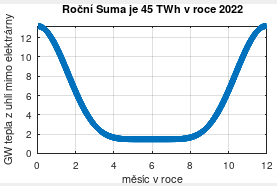 Roční Suma je 45 TWh v roce 2022
GW tepla z uhlí mimo elektrárny
12
10
8
6
4
2
0
0 2 4 6 8 10 12
měsíc v roce